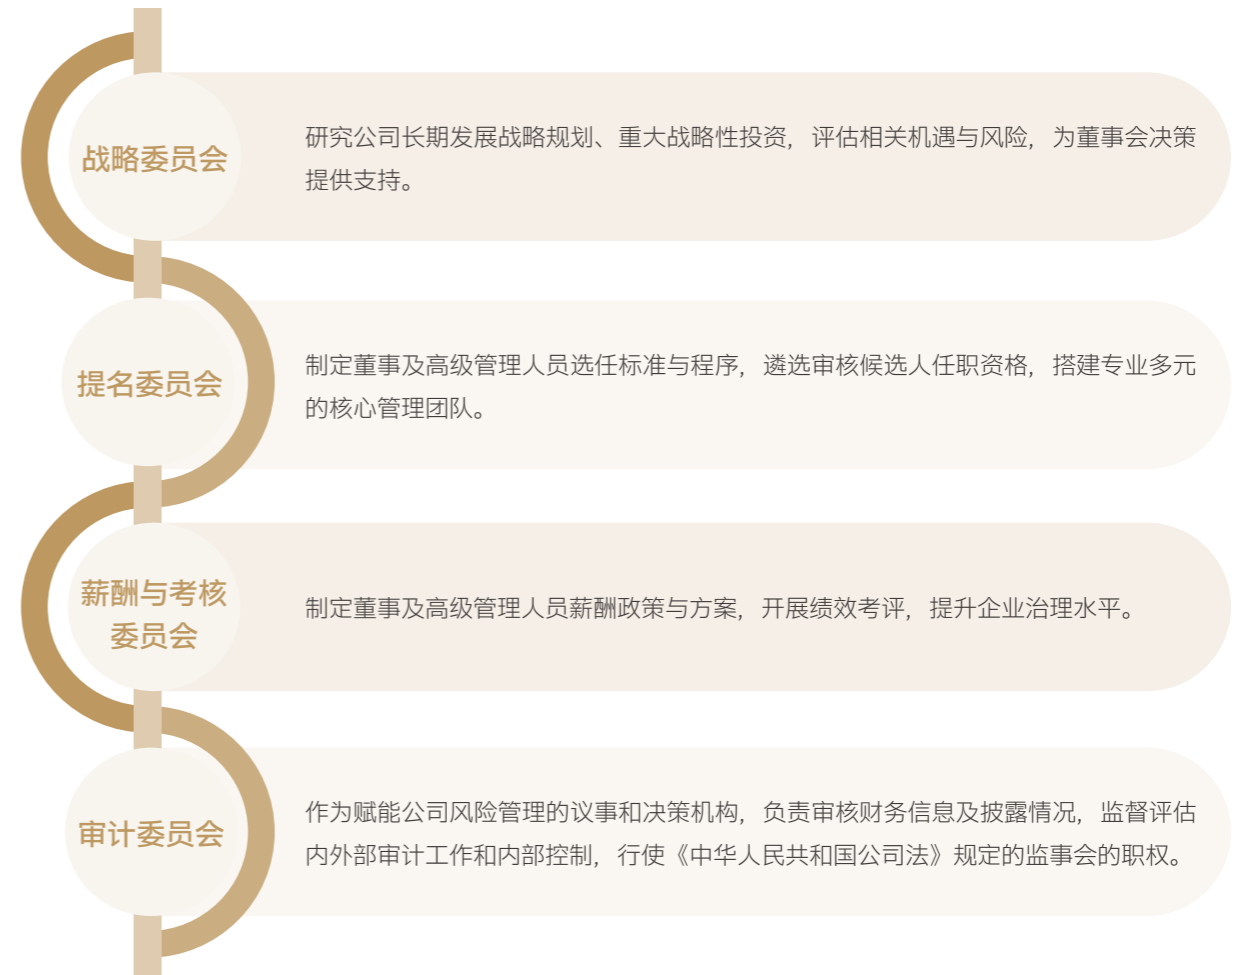 战略委员会
研究公司长期发展战略规划、重大战略性投资，评估相关机遇与风险，为董事会决策
提供支持。
提名委员会
制定董事及高级管理人员选任标准与程序，遴选审核候选人任职资格，搭建专业多元
的核心管理团队。
薪酬与考核
委员会
制定董事及高级管理人员薪酬政策与方案，开展绩效考评，提升企业治理水平。
审计委员会
作为赋能公司风险管理的议事和决策机构，负责审核财务信息及披露情况，监督评估
内外部审计工作和内部控制，行使《中华人民共和国公司法》规定的监事会的职权。